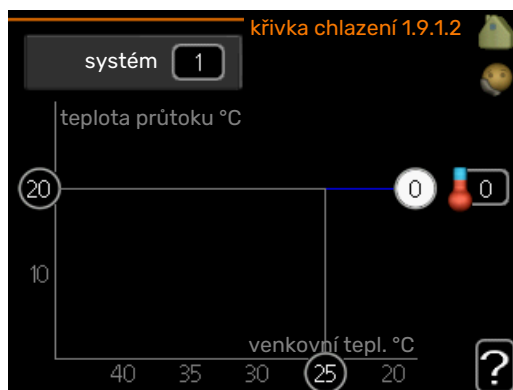 křivka chlazení 1.9.1.2
systém 1
teplota průtoku °C
20
0
0
10
venkovní tepl. °C
40 35 30 25 20
?